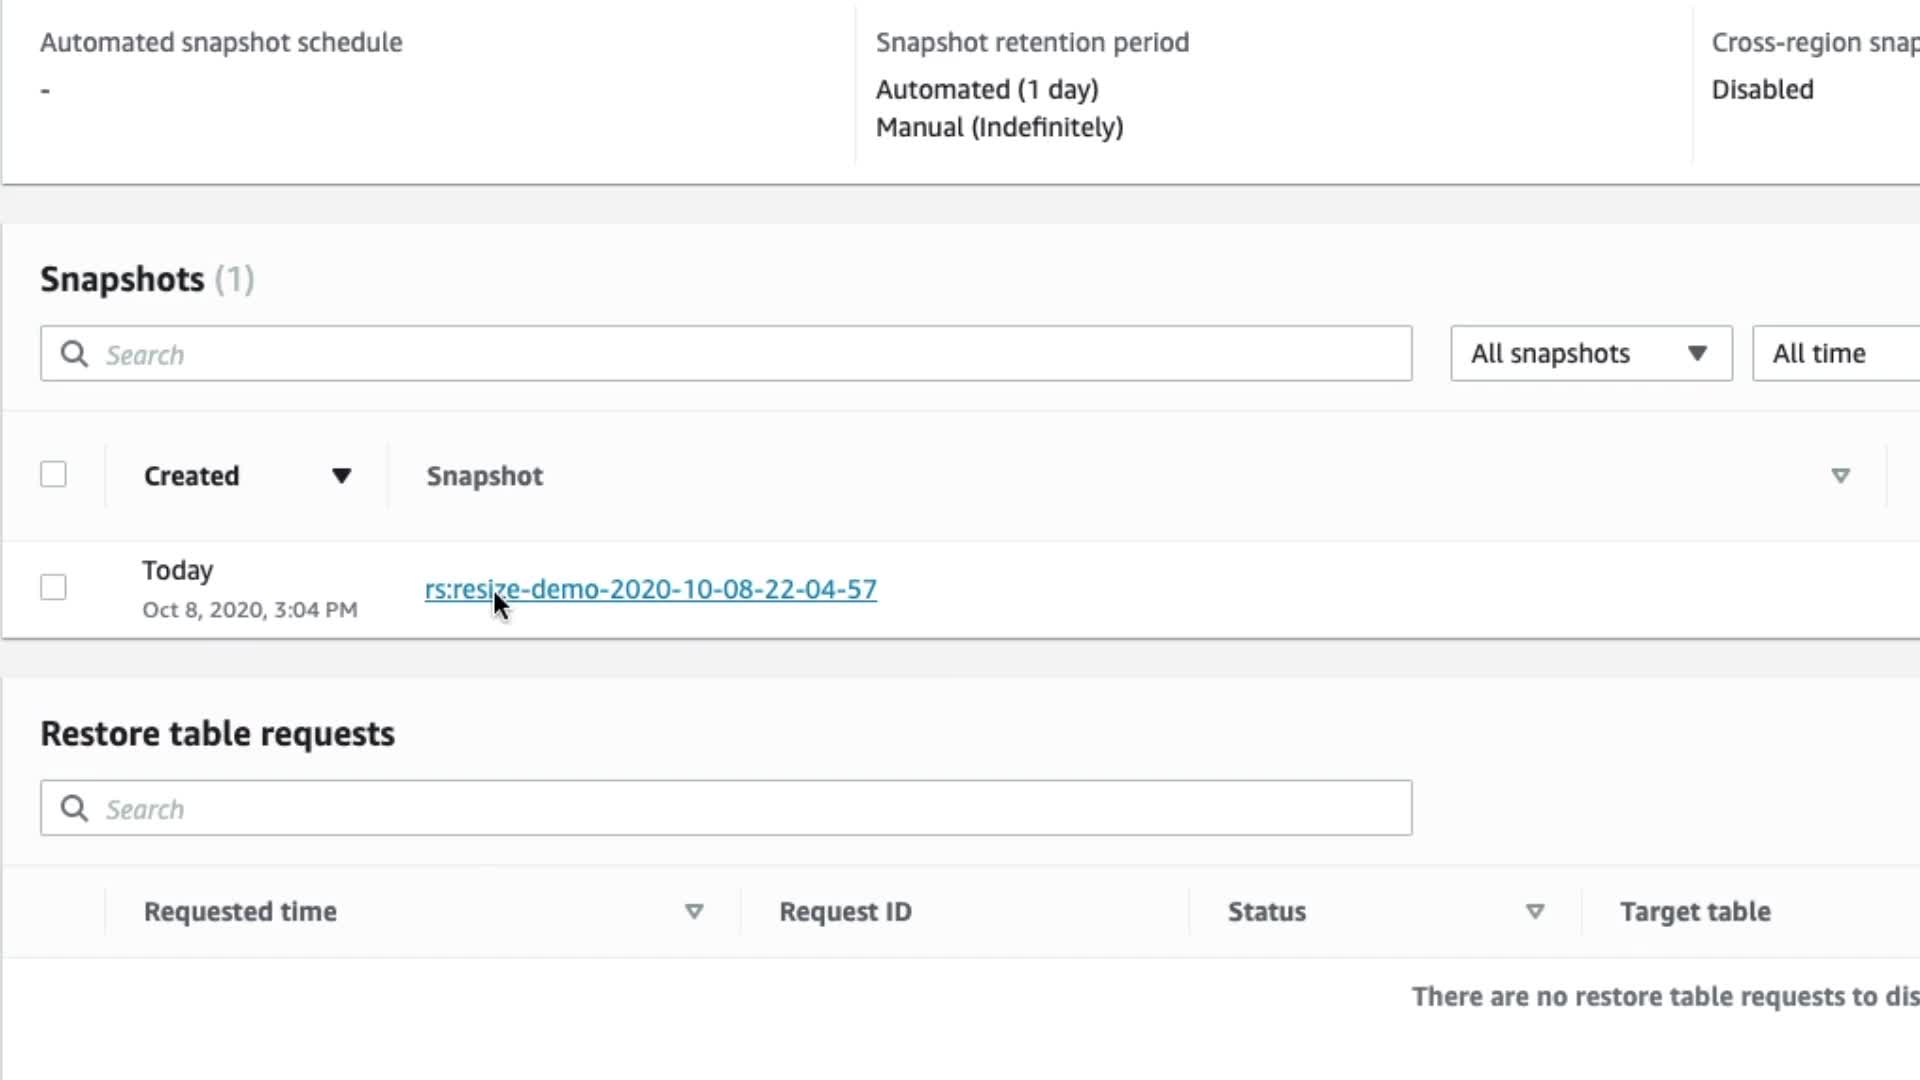 Automated snapshot schedule
-
Snapshot retention period
Automated (1 day)
Manual (Indefinitely)
Cross-region snap
Disabled
Snapshots (1)
Search
All snapshots
All time
Created
Snapshot
Today
Oct 8, 2020, 3:04 PM
rs:resize-demo-2020-10-08-22-04-57
Restore table requests
Search
Requested time
Request ID
Status
Target table
There are no restore table requests to dis